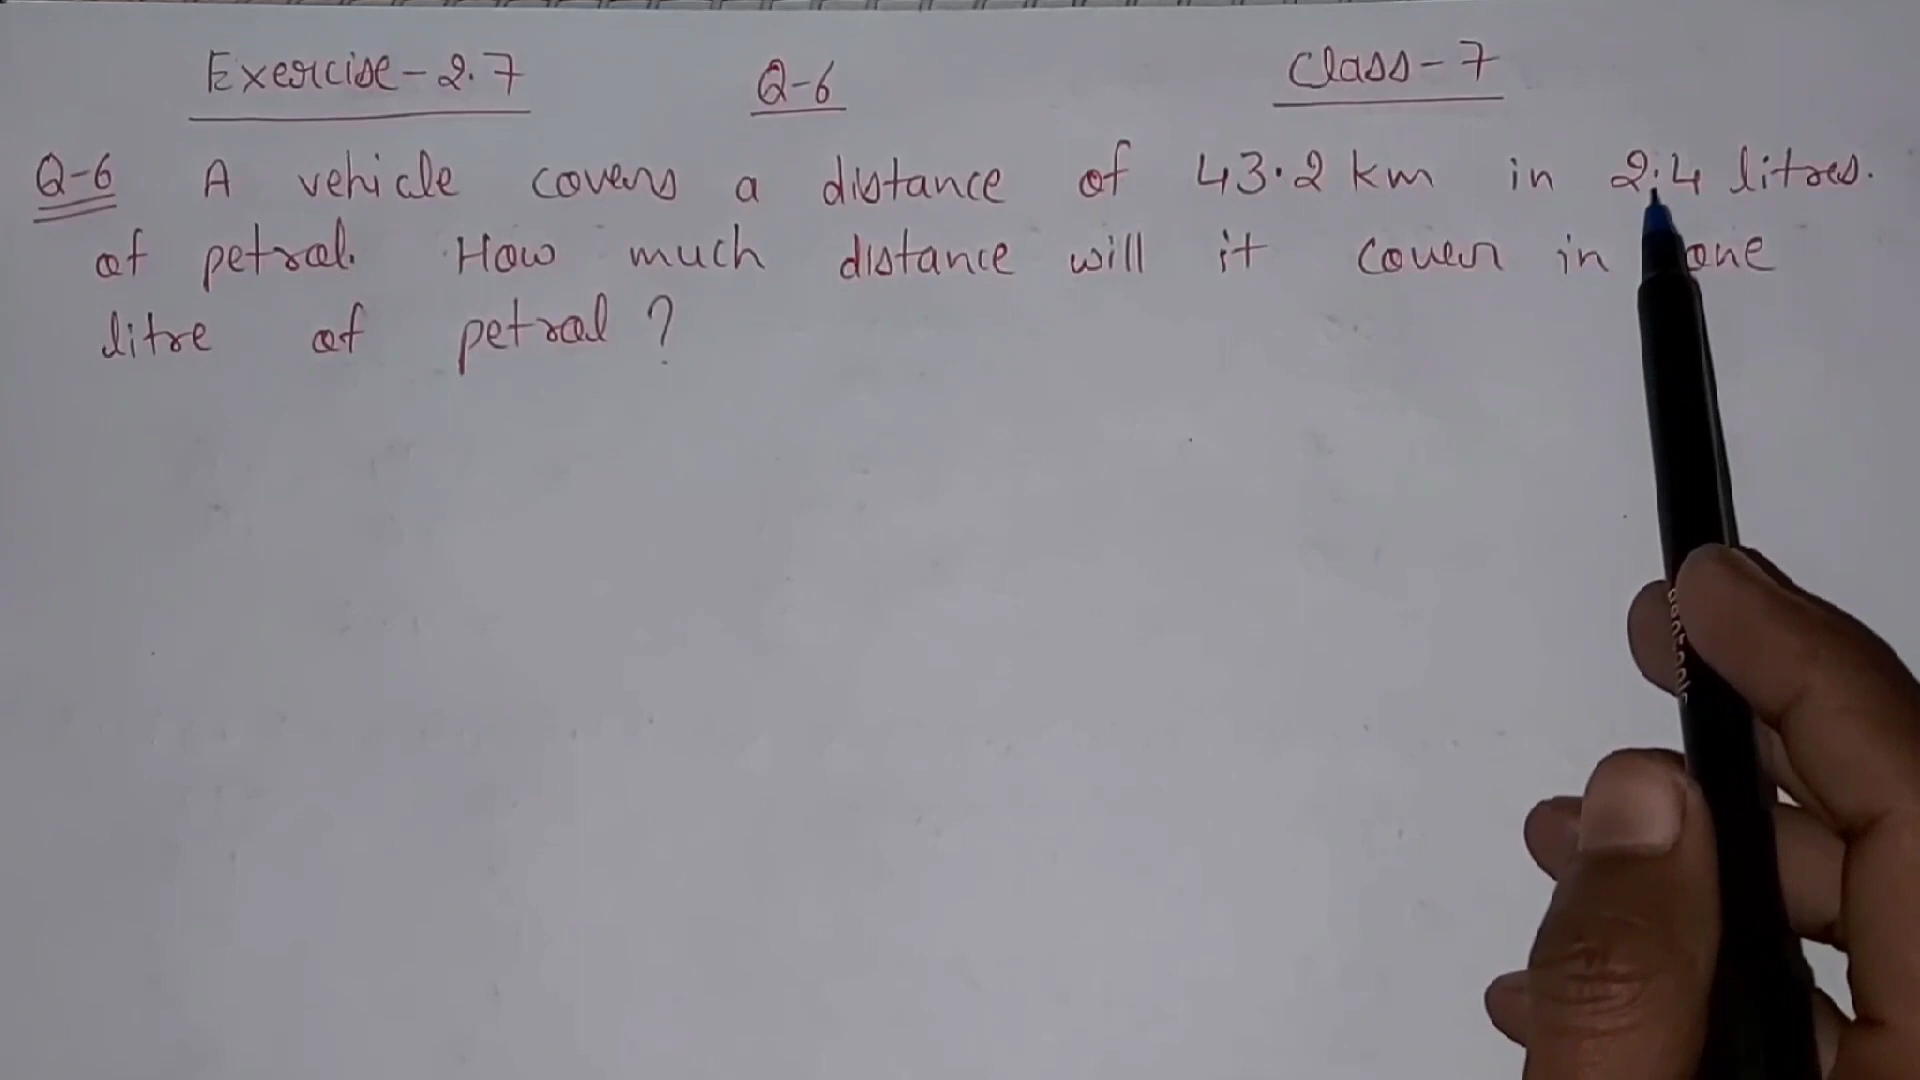 Exercise-2.7 Q-6 Class-7
Q-6 A vehicle covers a distance of 43.2 km in 2.4 litres.
of petrol. How much distance will it cover in one
litre of petrol?